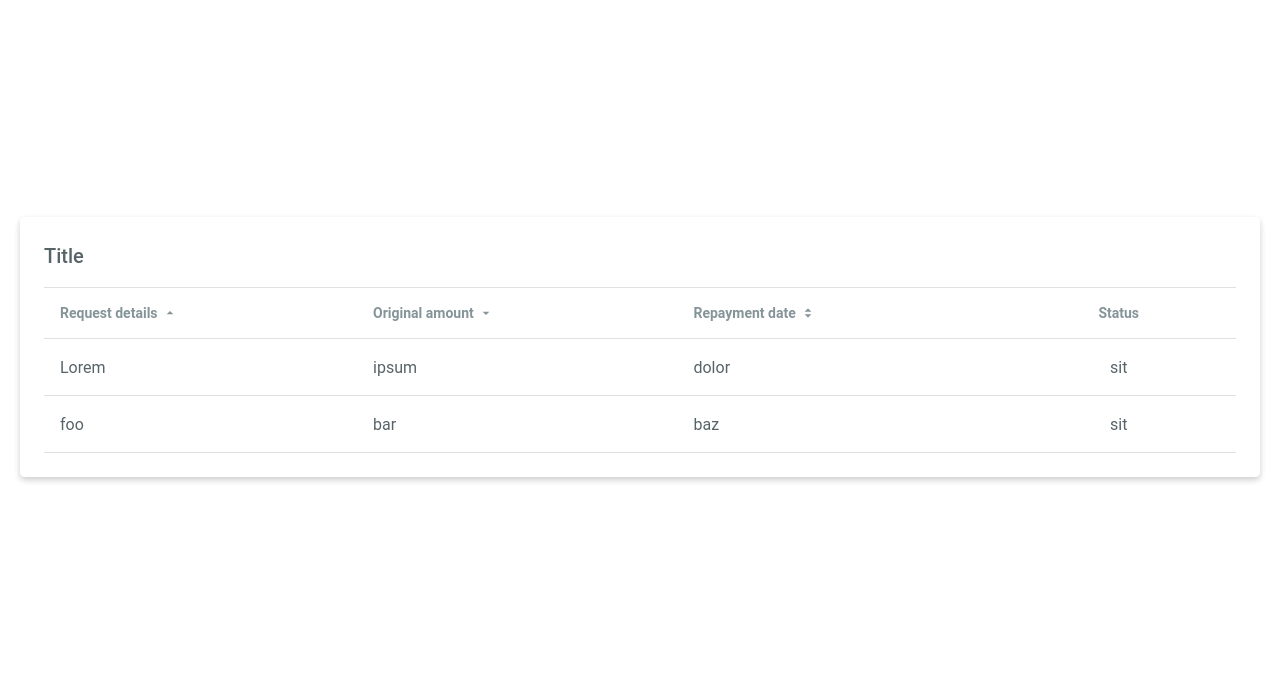 Title
Request details Original amount Repayment date Status
Lorem ipsum dolor sit
foo bar baz sit